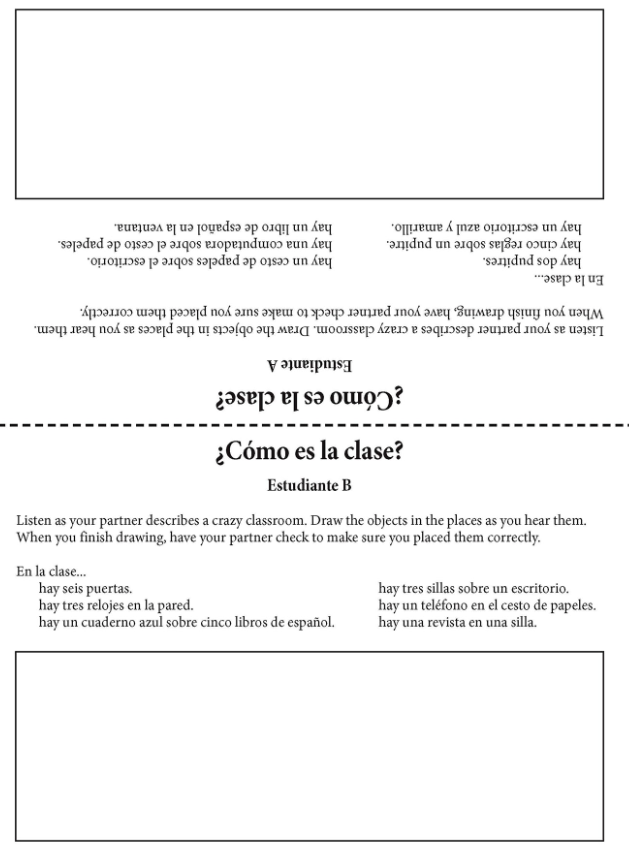 ¿Cómo es la clase?
Estudiante A
Listen as your partner describes a crazy classroom. Draw the objects in the places as you hear them.
When you finish drawing, have your partner check to make sure you placed them correctly.
En la clase...
hay dos pupitres.
hay cinco reglas sobre un pupitre.
hay un escritorio azul y amarillo.
hay un cesto de papeles sobre el escritorio.
hay una computadora sobre el cesto de papeles.
hay un libro de español en la ventana.
¿Cómo es la clase?
Estudiante B
Listen as your partner describes a crazy classroom. Draw the objects in the places as you hear them.
When you finish drawing, have your partner check to make sure you placed them correctly.
En la clase...
hay seis puertas.
hay tres relojes en la pared.
hay un cuaderno azul sobre cinco libros de español.
hay tres sillas sobre un escritorio.
hay un teléfono en el cesto de papeles.
hay una revista en una silla.